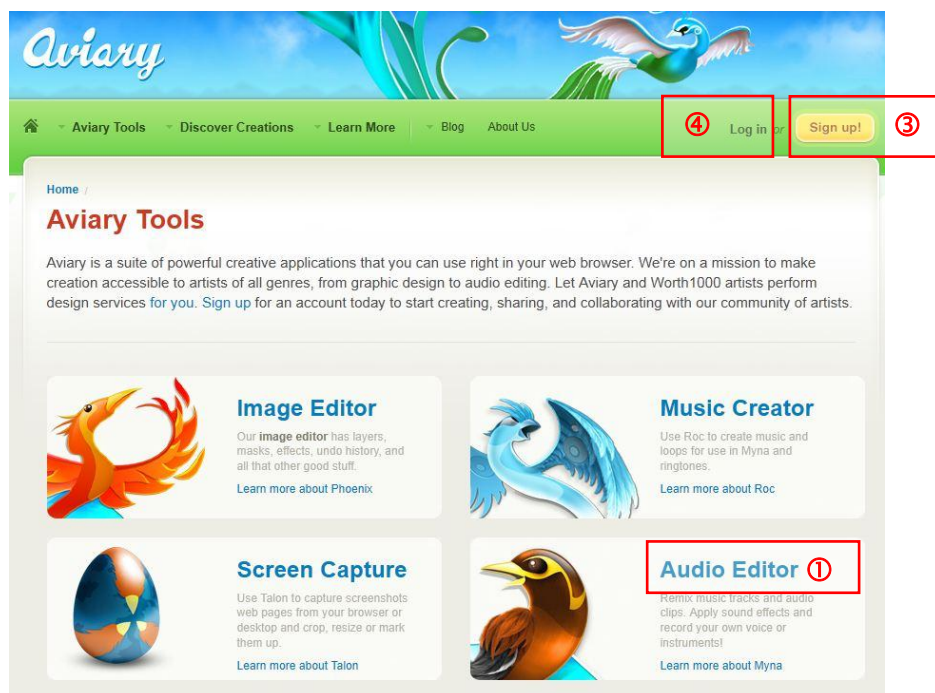 aviary
Aviary Tools Discover Creations Learn More Blog About Us ④ Log in or Sign up! ③
Home /
Aviary Tools
Aviary is a suite of powerful creative applications that you can use right in your web browser. We're on a mission to make
creation accessible to artists of all genres, from graphic design to audio editing. Let Aviary and Worth1000 artists perform
design services for you. Sign up for an account today to start creating, sharing, and collaborating with our community of artists.
Image Editor
Our image editor has layers,
masks, effects, undo history, and
all that other good stuff.
Learn more about Phoenix
Music Creator
Use Roc to create music and
loops for use in Myna and
ringtones.
Learn more about Roc
Screen Capture
Use Talon to capture screenshots
web pages from your browser or
desktop and crop, resize or mark
them up.
Learn more about Talon
Audio Editor ①
Remix music tracks and audio
clips. Apply sound effects and
record your own voice or
instruments!
Learn more about Myna